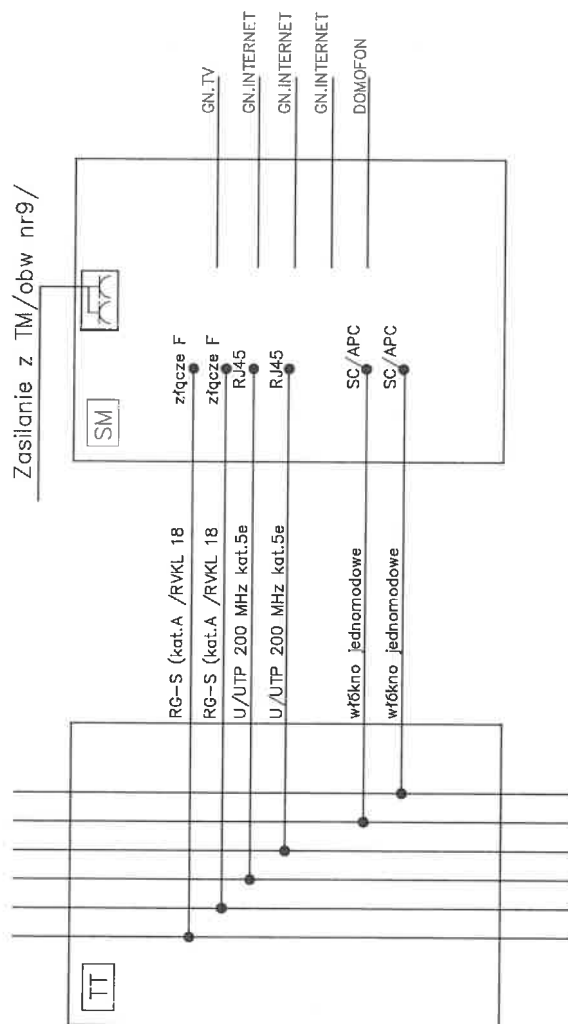 Zasilanie z TM/obw nr9/
SM
złącze F
złącze F
RJ45
RJ45
SC/APC
SC/APC
GN.TV
GN.INTERNET
GN.INTERNET
GN.INTERNET
DOMOFON
RG-S (kat.A /RVKL 18
RG-S (kat.A /RVKL 18
U/UTP 200 MHz kat.5e
U/UTP 200 MHz kat.5e
włókno jednomodowe
włókno jednomodowe
TT